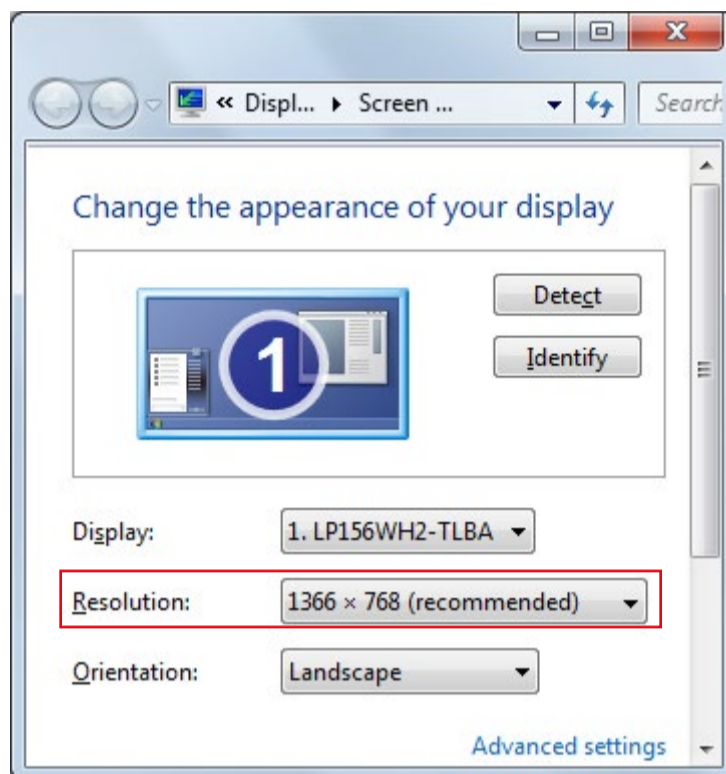 « Displ... ▸ Screen ... Search
Change the appearance of your display
1
Detect
Identify
Display: 1. LP156WH2-TLBA
Resolution: 1366 × 768 (recommended)
Orientation: Landscape
Advanced settings